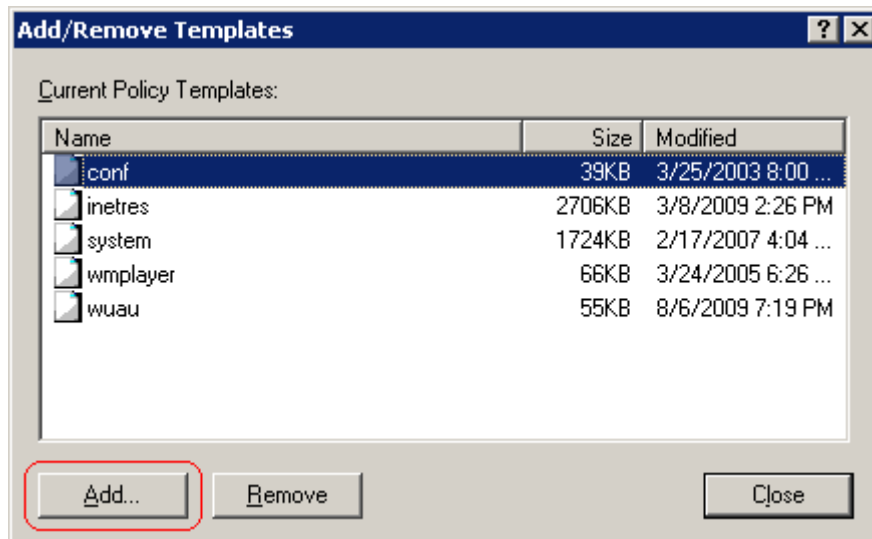 Add/Remove Templates
Current Policy Templates:
Name Size Modified
conf 39KB 3/25/2003 8:00 ...
inetres 2706KB 3/8/2009 2:26 PM
system 1724KB 2/17/2007 4:04 ...
wmplayer 66KB 3/24/2005 6:26 ...
wuau 55KB 8/6/2009 7:19 PM
Add... Remove Close